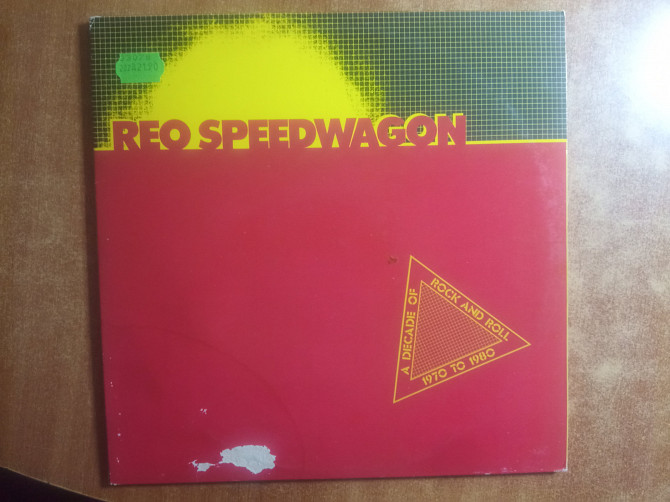 REO SPEEDWAGON
A DECADE OF
ROCK AND ROLL
1970 TO 1980